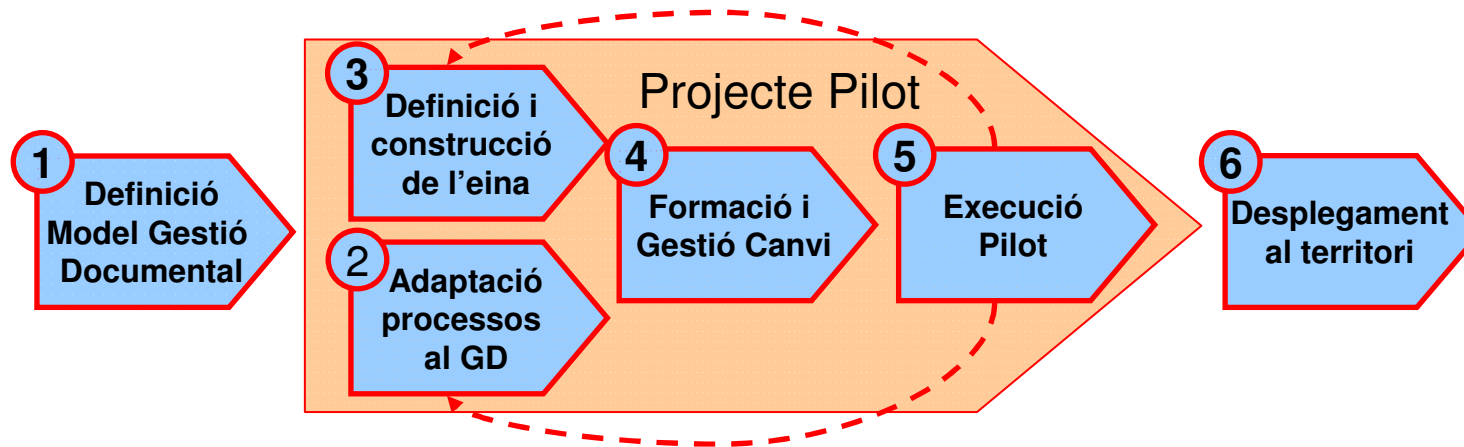 1
Definició
Model Gestió
Documental
Projecte Pilot
3
Definició i
construcció
de l’eina
2
Adaptació
processos
al GD
4
Formació i
Gestió Canvi
5
Execució
Pilot
6
Desplegament
al territori